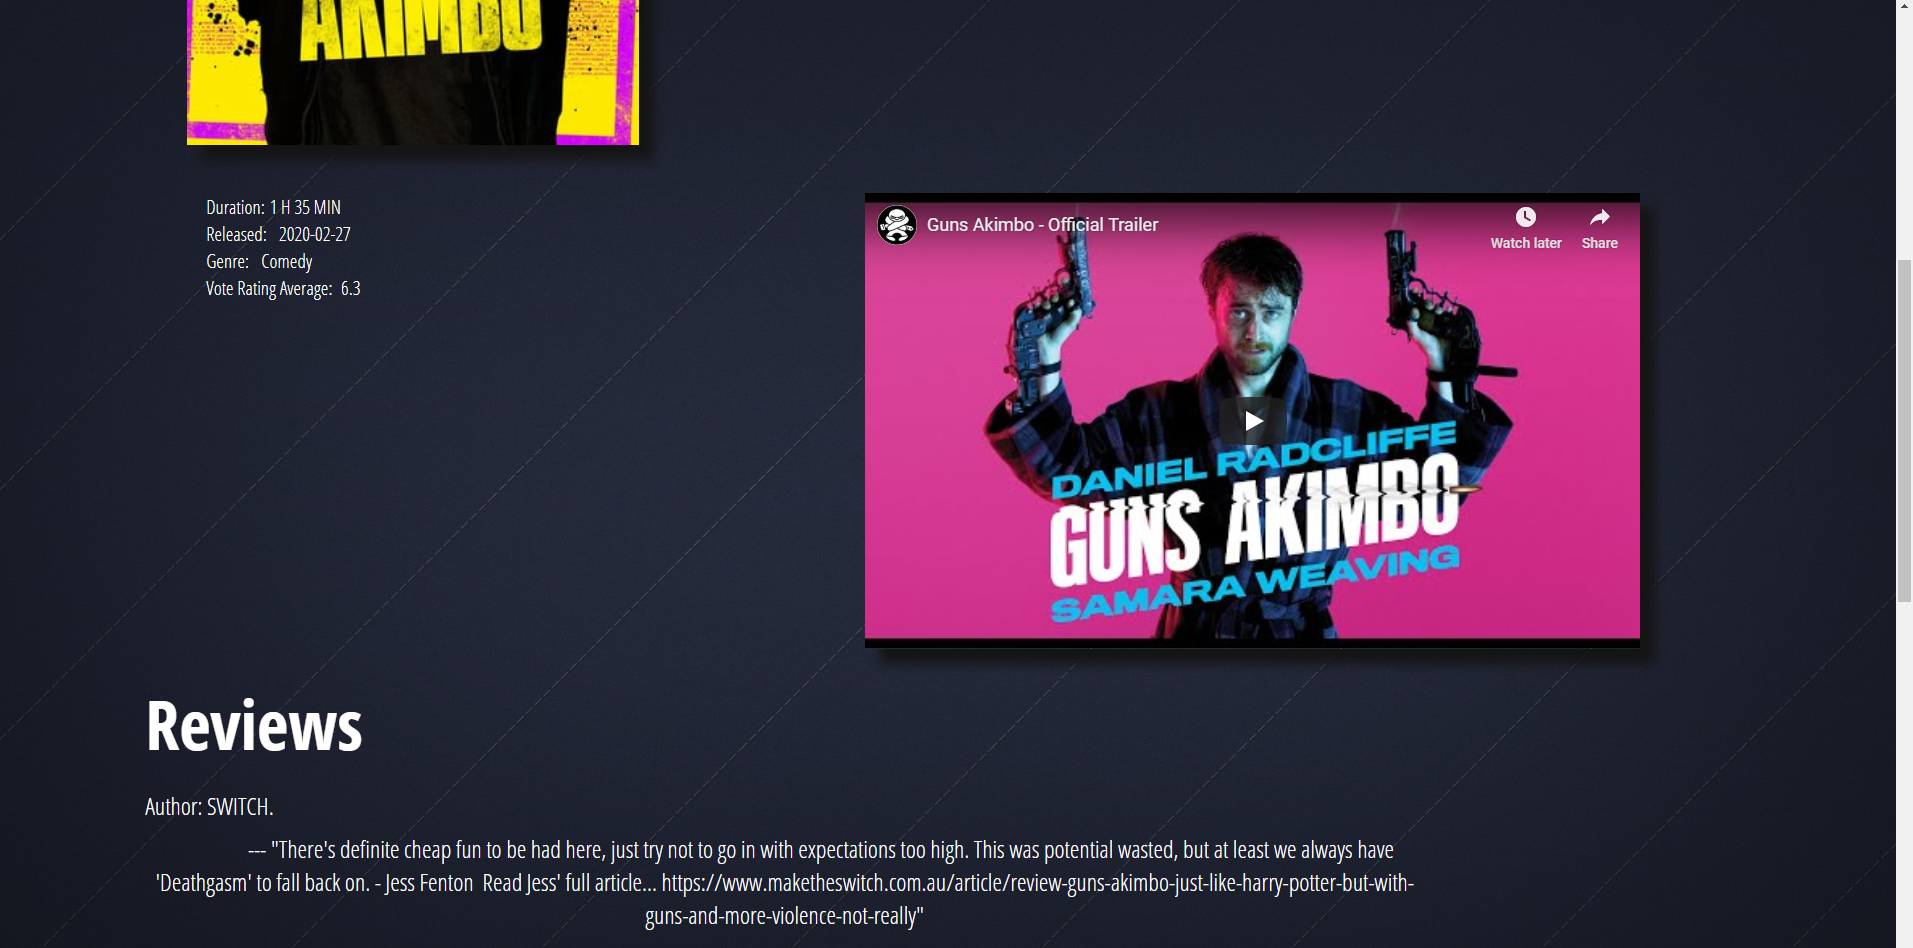 AKIMBO
Duration: 1 H 35 MIN
Released: 2020-02-27
Genre: Comedy
Vote Rating Average: 6.3
Guns Akimbo - Official Trailer
Watch later
Share
DANIEL RADCLIFFE
GUNS AKIMBO
SAMARA WEAVING
Reviews
Author: SWITCH.
--- "There's definite cheap fun to be had here, just try not to go in with expectations too high. This was potential wasted, but at least we always have
'Deathgasm' to fall back on. - Jess Fenton Read Jess' full article... https://www.maketheswitch.com.au/article/review-guns-akimbo-just-like-harry-potter-but-with-
guns-and-more-violence-not-really"